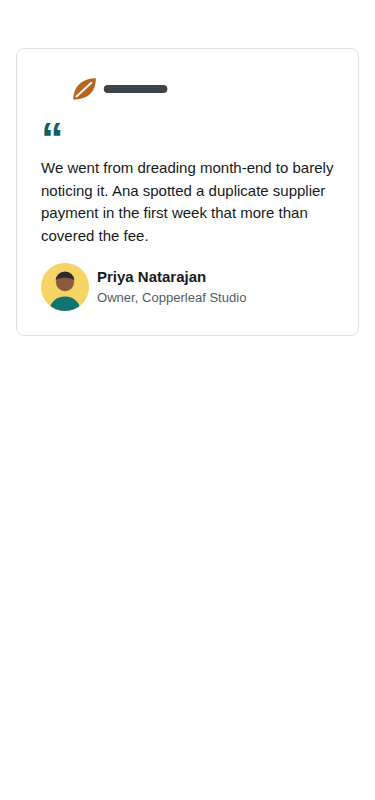 “
We went from dreading month-end to barely
noticing it. Ana spotted a duplicate supplier
payment in the first week that more than
covered the fee.
Priya Natarajan
Owner, Copperleaf Studio